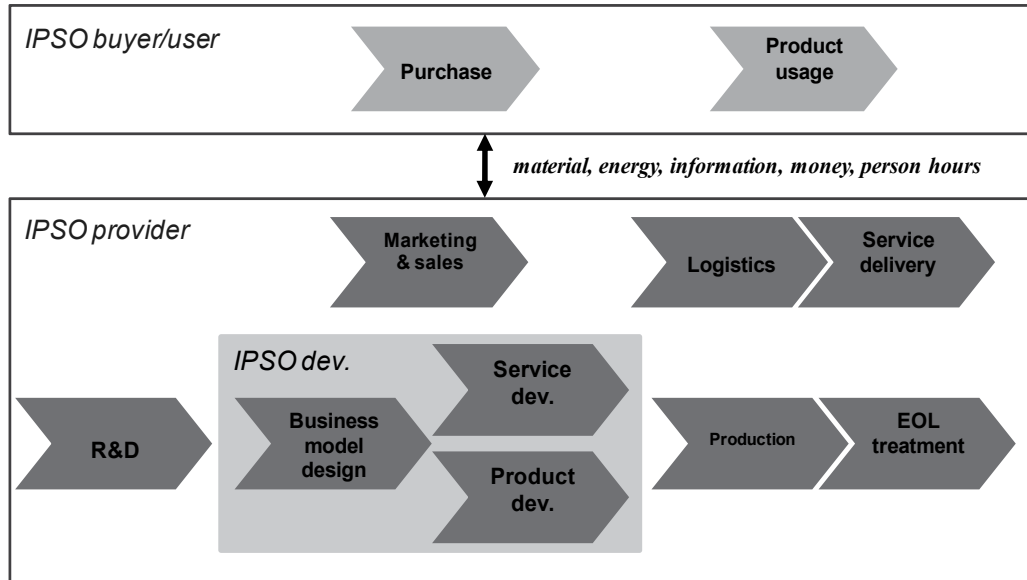 IPSO buyer/user
Purchase
Product
usage
material, energy, information, money, person hours
IPSO provider
Marketing
& sales
Logistics
Service
delivery
IPSO dev.
Service
dev.
R&D
Business
model
design
Product
dev.
Production
EOL
treatment